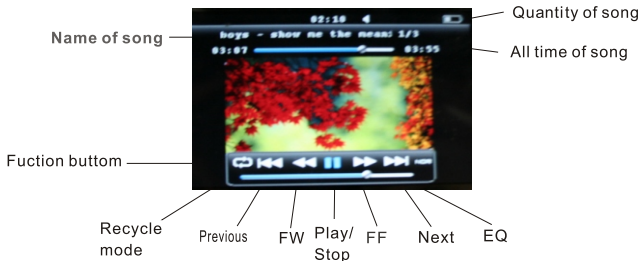 02:18
Quantity of song
boys - show me the mean: 1/3
Name of song
03:07
03:55
All time of song
Fuction buttom
NOR
Recycle
mode
Previous
FW
Play/
Stop
FF
Next
EQ